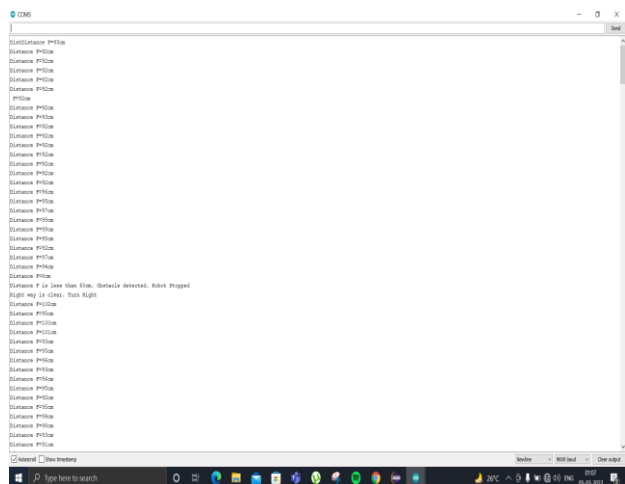 COM5
Send
DistDistance F=93cm
Distance F=92cm
Distance F=92cm
Distance F=92cm
Distance F=92cm
Distance F=92cm
F=92cm
Distance F=92cm
Distance F=93cm
Distance F=92cm
Distance F=92cm
Distance F=92cm
Distance F=92cm
Distance F=92cm
Distance F=92cm
Distance F=92cm
Distance F=96cm
Distance F=95cm
Distance F=97cm
Distance F=99cm
Distance F=99cm
Distance F=95cm
Distance F=92cm
Distance F=97cm
Distance F=94cm
Distance F=0cm
Distance F is less than 60cm. Obstacle detected. Robot Stopped
Right way is clear. Turn Right
Distance F=102cm
Distance F=95cm
Distance F=100cm
Distance F=101cm
Distance F=93cm
Distance F=95cm
Distance F=96cm
Distance F=93cm
Distance F=96cm
Distance F=95cm
Distance F=92cm
Distance F=95cm
Distance F=94cm
Distance F=95cm
Distance F=93cm
Distance F=91cm
Autoscroll Show timestamp
Newline
9600 baud
Clear output
Type here to search
26°C
ENG
01:07